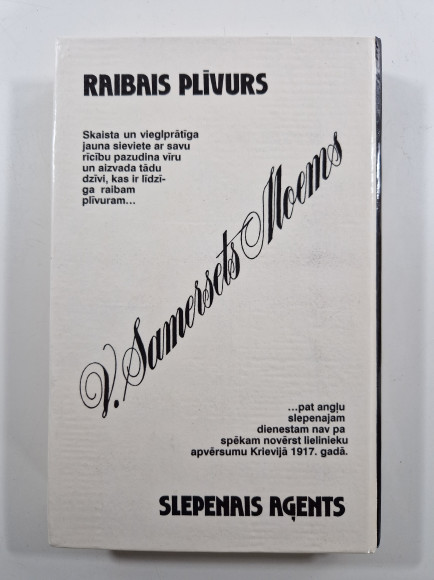 RAIBAIS PLĪVURS
Skaista un vieglprātīga
jauna sieviete ar savu
rīcību pazudina vīru
un aizvada tādu
dzīvi, kas ir līdzī-
ga raibam
plīvuram...
V. Samersets Moems
...pat angļu
slepenajam
dienestam nav pa
spēkam novērst lielinieku
apvērsumu Krievijā 1917. gadā.
SLEPENAIS AĢENTS